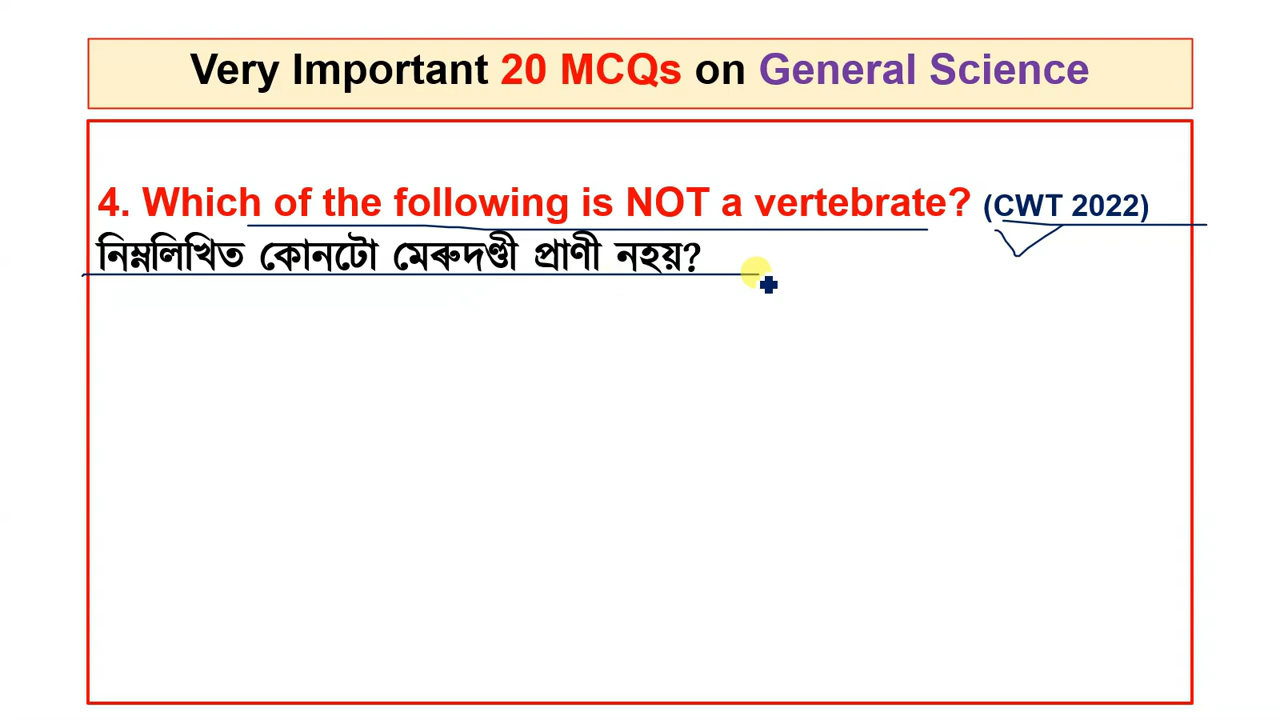 Very Important 20 MCQs on General Science
4. Which of the following is NOT a vertebrate? (CWT 2022)
নিম্নলিখিত কোনটো মেৰুদণ্ডী প্ৰাণী নহয়?